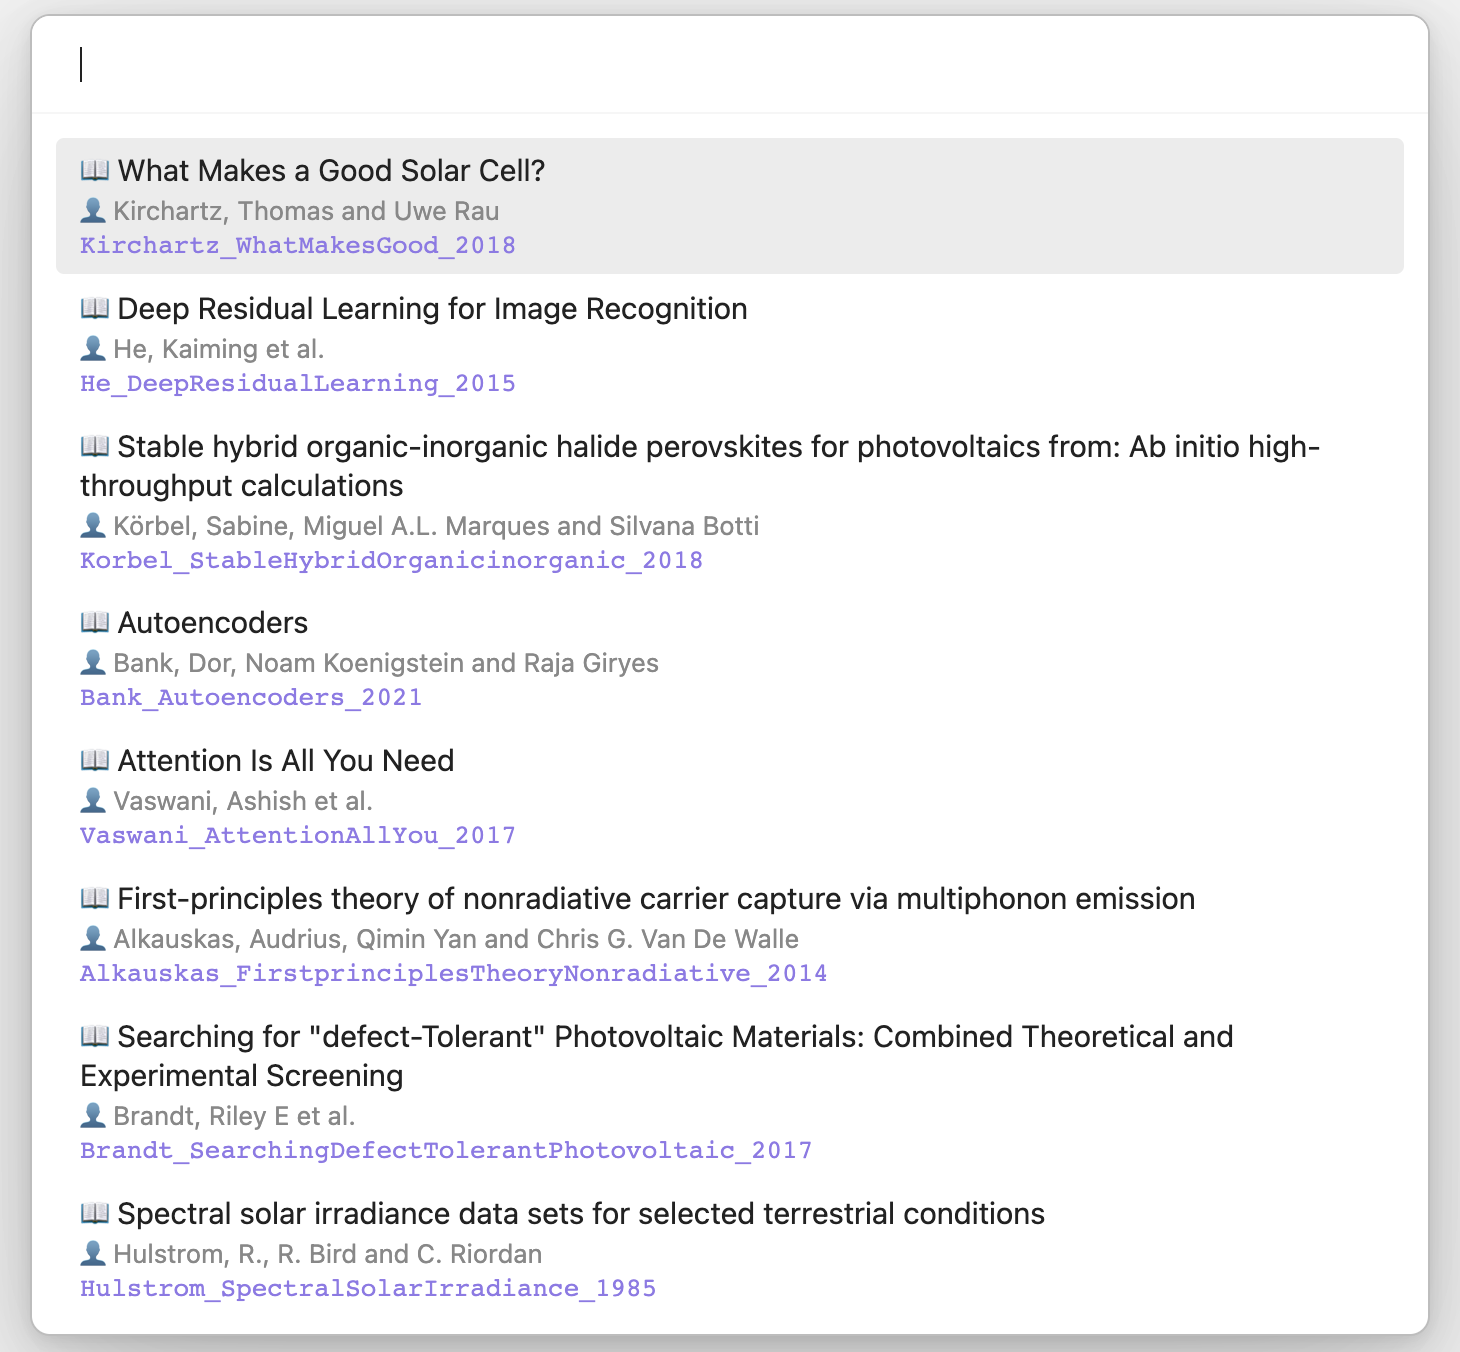 📖 What Makes a Good Solar Cell?
👤 Kirchartz, Thomas and Uwe Rau
Kirchartz_WhatMakesGood_2018
📖 Deep Residual Learning for Image Recognition
👤 He, Kaiming et al.
He_DeepResidualLearning_2015
📖 Stable hybrid organic-inorganic halide perovskites for photovoltaics from: Ab initio high-
throughput calculations
👤 Körbel, Sabine, Miguel A.L. Marques and Silvana Botti
Korbel_StableHybridOrganicinorganic_2018
📖 Autoencoders
👤 Bank, Dor, Noam Koenigstein and Raja Giryes
Bank_Autoencoders_2021
📖 Attention Is All You Need
👤 Vaswani, Ashish et al.
Vaswani_AttentionAllYou_2017
📖 First-principles theory of nonradiative carrier capture via multiphonon emission
👤 Alkauskas, Audrius, Qimin Yan and Chris G. Van De Walle
Alkauskas_FirstprinciplesTheoryNonradiative_2014
📖 Searching for "defect-Tolerant" Photovoltaic Materials: Combined Theoretical and
Experimental Screening
👤 Brandt, Riley E et al.
Brandt_SearchingDefectTolerantPhotovoltaic_2017
📖 Spectral solar irradiance data sets for selected terrestrial conditions
👤 Hulstrom, R., R. Bird and C. Riordan
Hulstrom_SpectralSolarIrradiance_1985